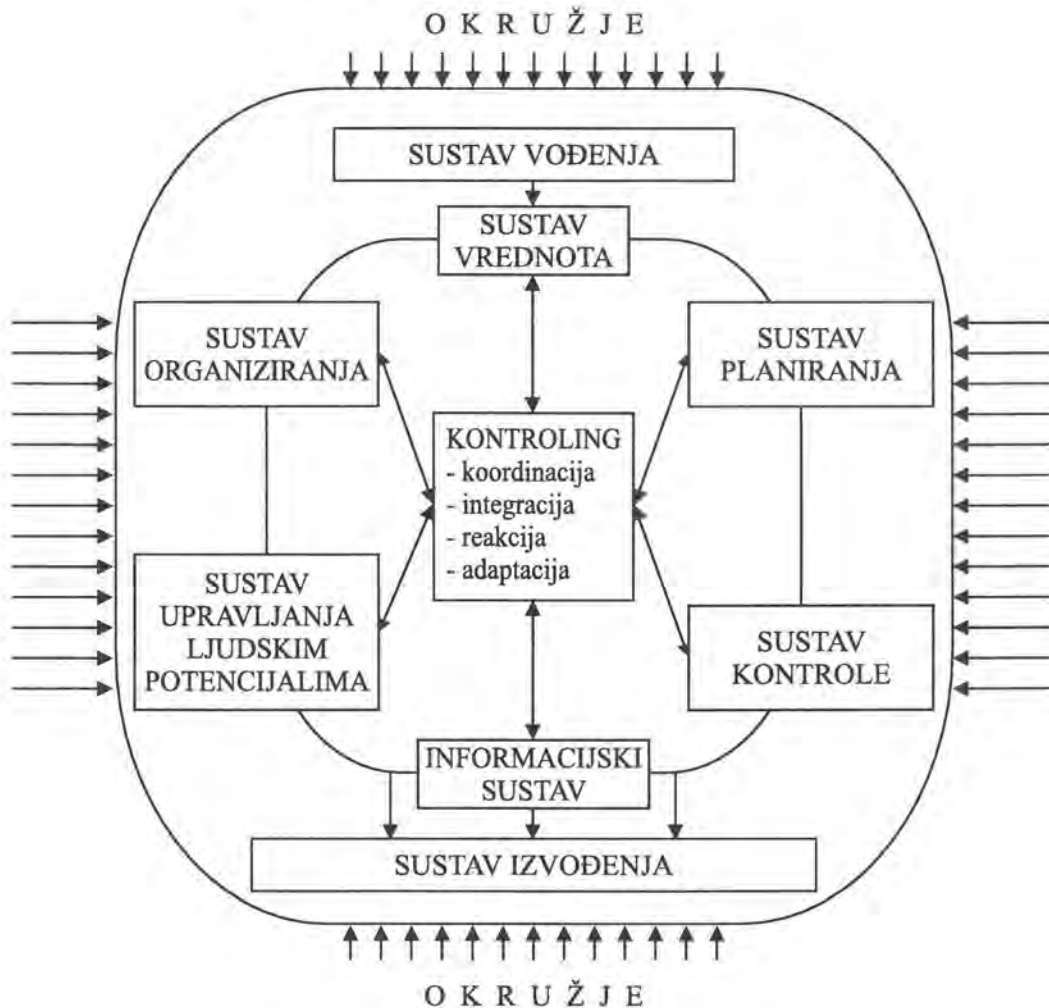 O K R U Ž J E
SUSTAV VOĐENJA
SUSTAV
VREDNOTA
SUSTAV
ORGANIZIRANJA
SUSTAV
PLANIRANJA
KONTROLING
- koordinacija
- integracija
- reakcija
- adaptacija
SUSTAV
UPRAVLJANJA
LJUDSKIM
POTENCIJALIMA
SUSTAV
KONTROLE
INFORMACIJSKI
SUSTAV
SUSTAV IZVOĐENJA
O K R U Ž J E